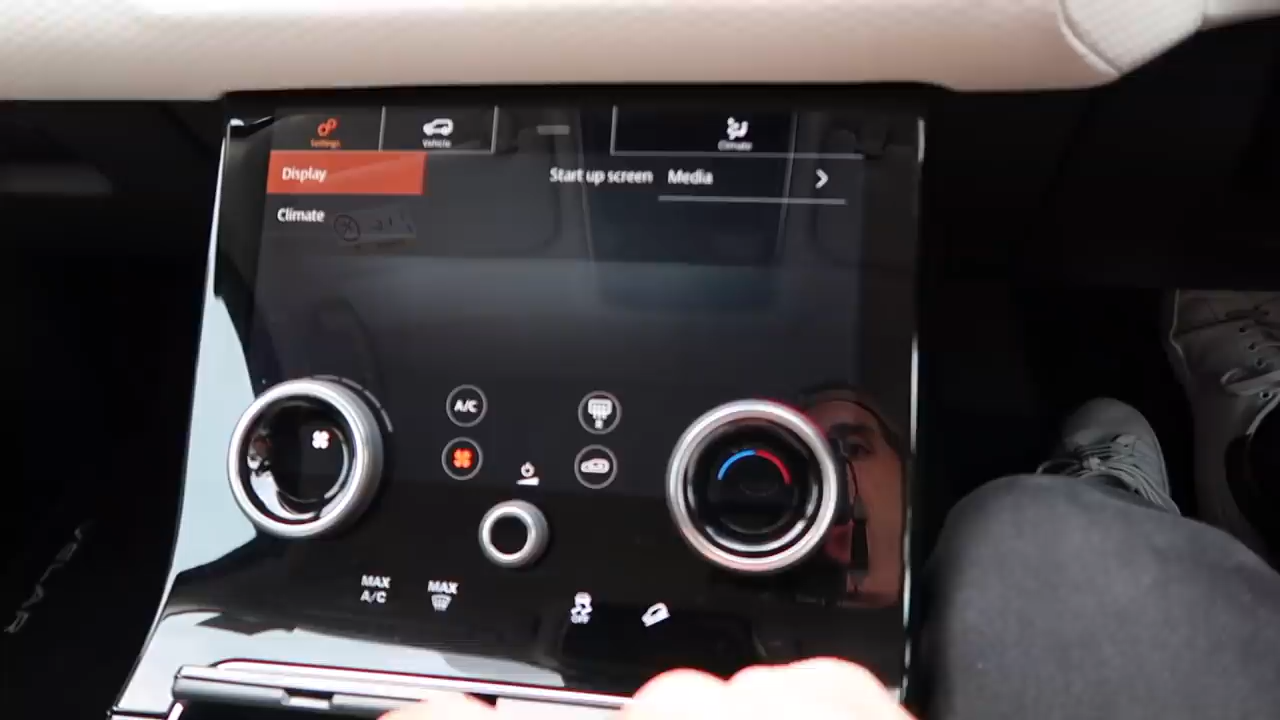 Settings
Vehicle
Climate
Display
Start up screen
Media
Climate
A/C
R
MAX
A/C
MAX
OFF